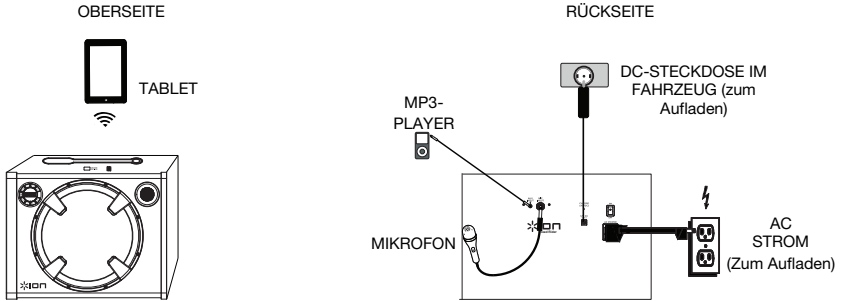 OBERSEITE
TABLET
ion
RÜCKSEITE
DC-STECKDOSE IM
FAHRZEUG (zum
Aufladen)
MP3-
PLAYER
ion
MIKROFON
AC
STROM
(Zum Aufladen)